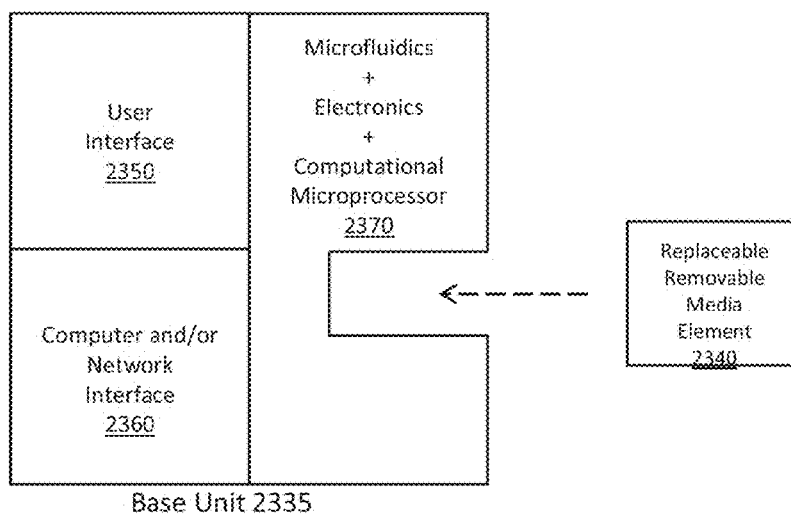 User
Interface
2350
Microfluidics
+
Electronics
+
Computational
Microprocessor
2370
Computer and/or
Network
Interface
2360
Replaceable
Removable
Media
Element
2340
Base Unit 2335